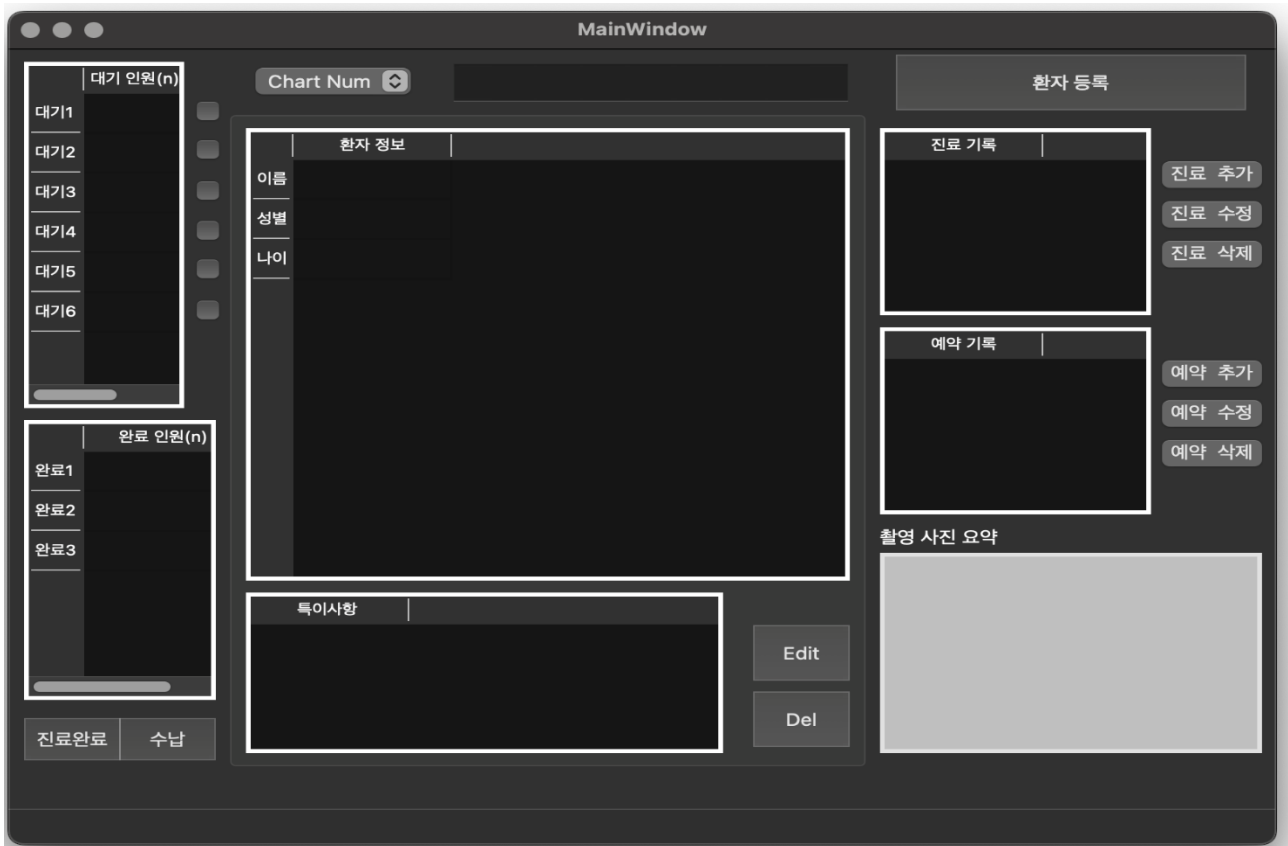 MainWindow
대기 인원(n)
대기1
대기2
대기3
대기4
대기5
대기6
완료 인원(n)
완료1
완료2
완료3
진료완료
수납
Chart Num
환자 정보
이름
성별
나이
특이사항
Edit
Del
환자 등록
진료 기록
진료 추가
진료 수정
진료 삭제
예약 기록
예약 추가
예약 수정
예약 삭제
촬영 사진 요약